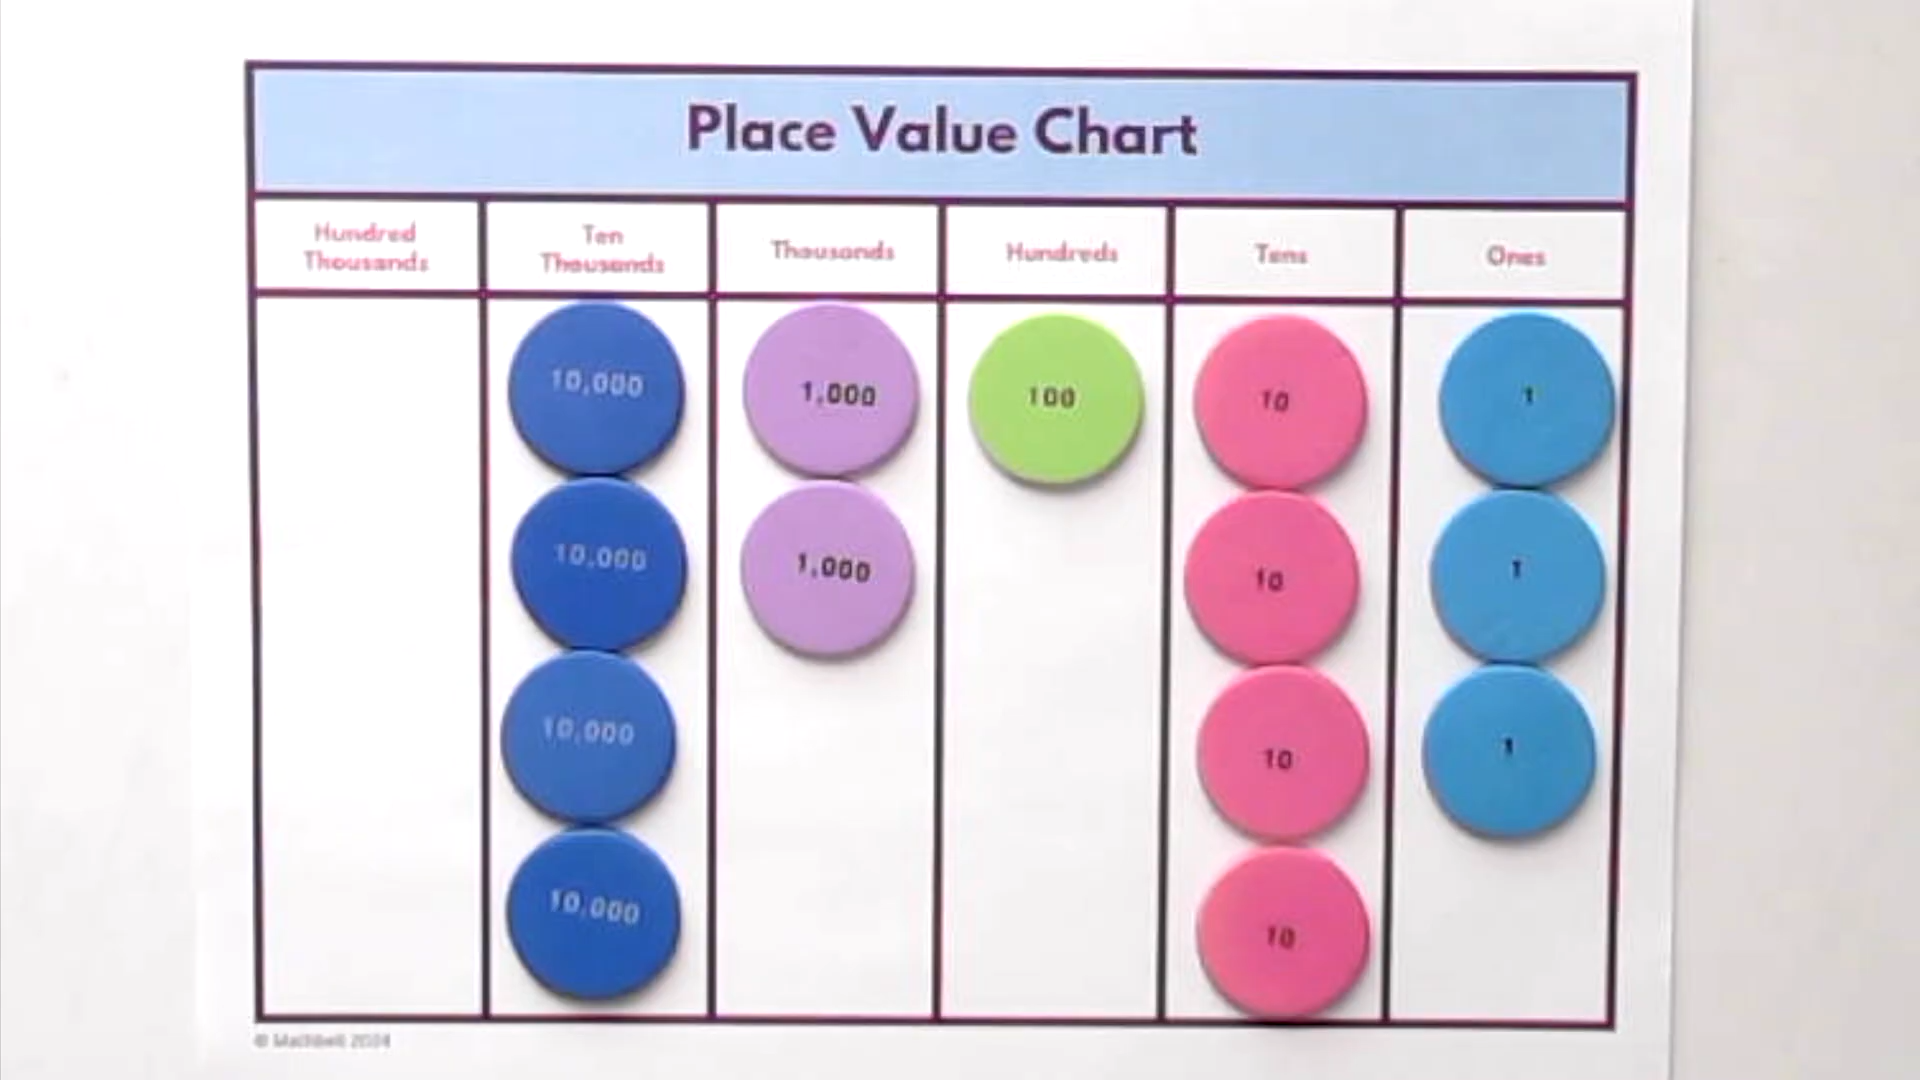 Place Value Chart
Hundred
Thousands
Ten
Thousands
Thousands
Hundreds
Tens
Ones
10,000
1,000
100
10
1
10,000
1,000
10
1
10,000
10
1
10,000
10